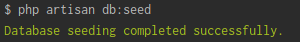 $ php artisan db:seed
Database seeding completed successfully.